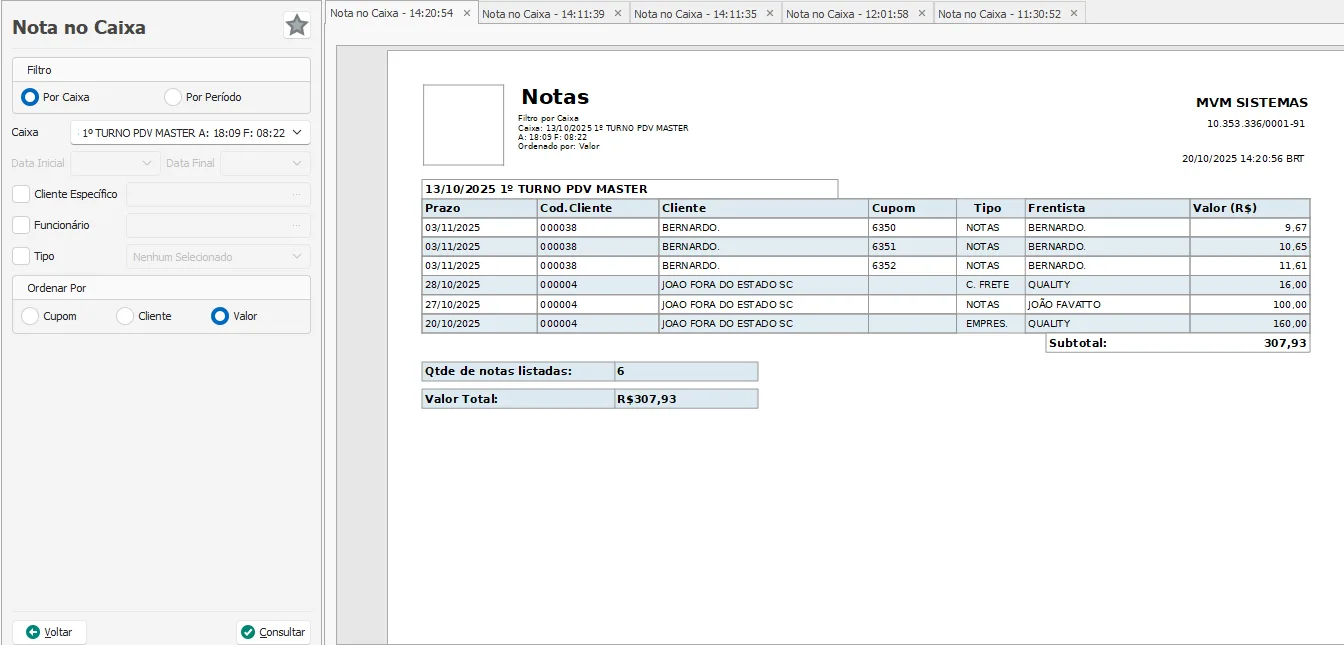 Nota no Caixa
Filtro
Por Caixa
Por Período
Caixa
1º TURNO PDV MASTER A: 18:09 F: 08:22
Data Inicial
Data Final
Cliente Específico
Funcionário
Tipo
Nenhum Selecionado
Ordenar Por
Cupom
Cliente
Valor
Voltar
Consultar
Nota no Caixa - 14:20:54
Nota no Caixa - 14:11:39
Nota no Caixa - 14:11:35
Nota no Caixa - 12:01:58
Nota no Caixa - 11:30:52
Notas
Filtro por Caixa
Caixa: 13/10/2025 1º TURNO PDV MASTER
A: 18:09 F: 08:22
Ordenado por: Valor
MVM SISTEMAS
10.353.336/0001-91
20/10/2025 14:20:56 BRT
13/10/2025 1º TURNO PDV MASTER
Prazo Cod.Cliente Cliente Cupom Tipo Frentista Valor (R$)
03/11/2025 000038 BERNARDO. 6350 NOTAS BERNARDO. 9,67
03/11/2025 000038 BERNARDO. 6351 NOTAS BERNARDO. 10,65
03/11/2025 000038 BERNARDO. 6352 NOTAS BERNARDO. 11,61
28/10/2025 000004 JOAO FORA DO ESTADO SC C. FRETE QUALITY 16,00
27/10/2025 000004 JOAO FORA DO ESTADO SC NOTAS JOÃO FAVATTO 100,00
20/10/2025 000004 JOAO FORA DO ESTADO SC EMPRES. QUALITY 160,00
Subtotal: 307,93
Qtde de notas listadas: 6
Valor Total: R$307,93